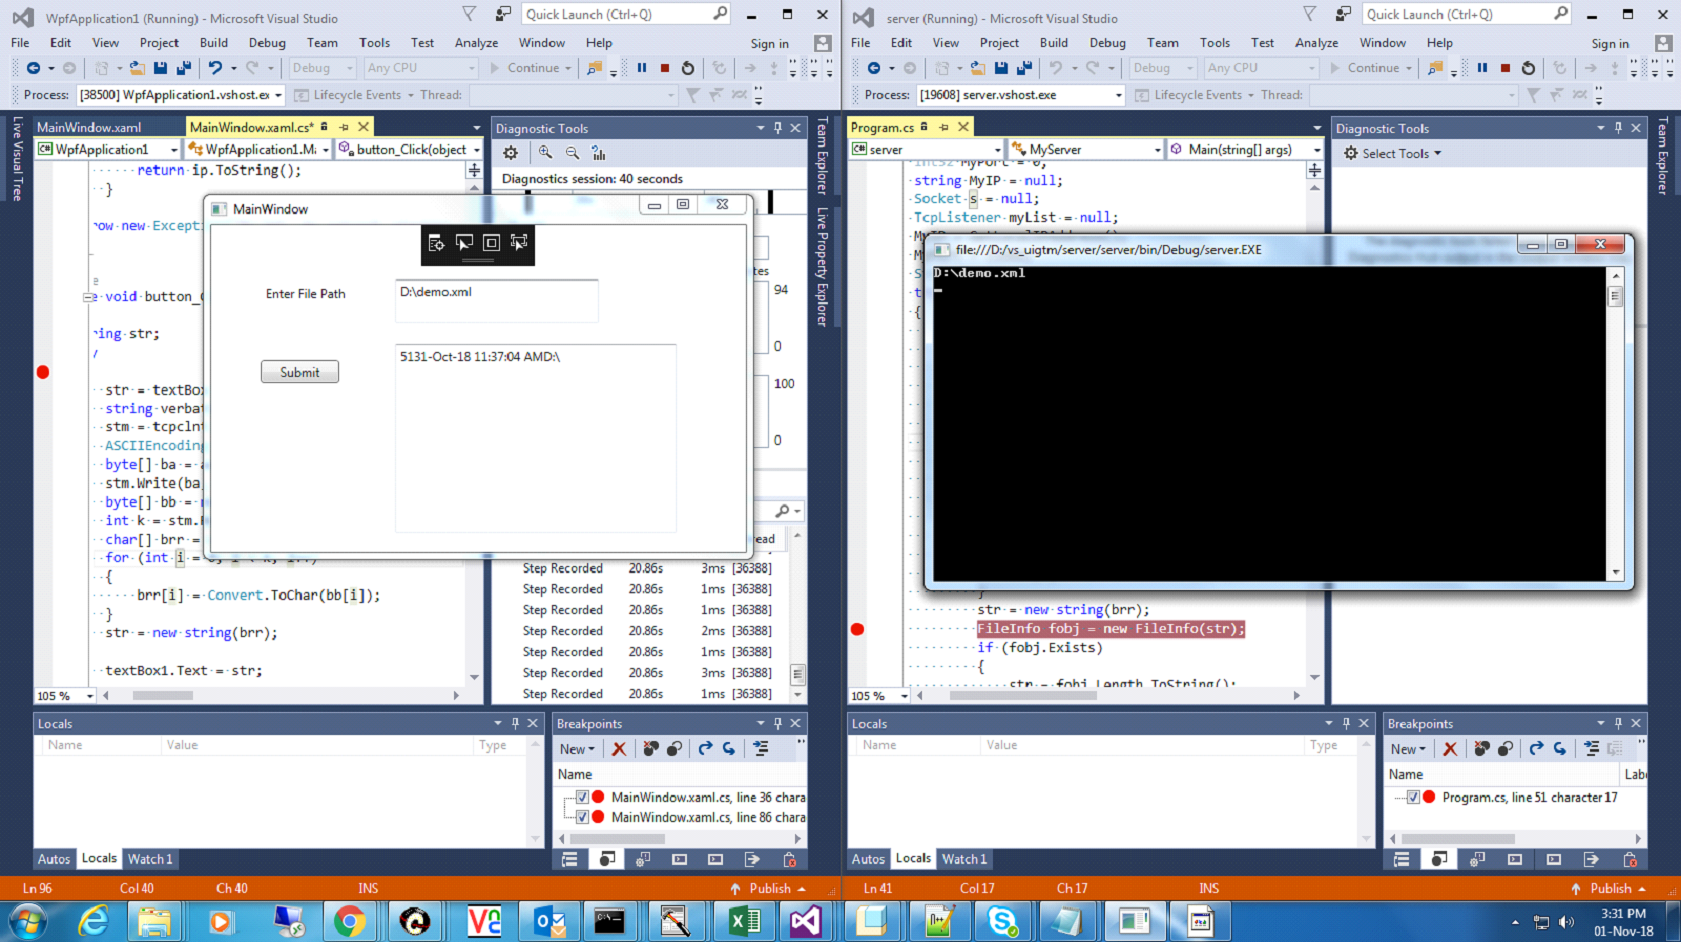 WpfApplication1 (Running) - Microsoft Visual Studio
Quick Launch (Ctrl+Q)
File Edit View Project Build Debug Team Tools Test Analyze Window Help
Sign in
Debug Any CPU Continue
Process: [38500] WpfApplication1.vshost.ex Lifecycle Events Thread:
Live Visual Tree
MainWindow.xaml MainWindow.xaml.cs*
WpfApplication1 WpfApplication1.Ma button_Click(object
return ip.ToString();
}
row new Excepti
e void button_
ring str;
str = textBox
string verbat
stm = tcpclnt
ASCIIEncoding
byte[] ba = a
stm.Write(ba
byte[] bb =
int k = stm.
char[] brr =
for (int i =
{
brr[i] = Convert.ToChar(bb[i]);
}
str = new string(brr);
textBox1.Text = str;
105 %
Diagnostic Tools
Diagnostics session: 40 seconds
tes
94
0
100
0
ead
Step Recorded 20.86s 3ms [36388]
Step Recorded 20.86s 1ms [36388]
Step Recorded 20.86s 1ms [36388]
Step Recorded 20.86s 2ms [36388]
Step Recorded 20.86s 1ms [36388]
Step Recorded 20.86s 3ms [36388]
Step Recorded 20.86s 1ms [36388]
Team Explorer
Live Property Explorer
MainWindow
Enter File Path
D:\demo.xml
Submit
5131-Oct-18 11:37:04 AMD:\
Locals
Name Value Type
Autos Locals Watch 1
Breakpoints
New
Name
MainWindow.xaml.cs, line 36 chara
MainWindow.xaml.cs, line 86 chara
Ln 96 Col 40 Ch 40 INS Publish
server (Running) - Microsoft Visual Studio
Quick Launch (Ctrl+Q)
File Edit View Project Build Debug Team Tools Test Analyze Window Help
Sign in
Debug Any CPU Continue
Process: [19608] server.vshost.exe Lifecycle Events Thread:
Program.cs
server MyServer Main(string[] args)
Int32 MyPort = 0;
string MyIP = null;
Socket s = null;
TcpListener myList = null;
file:///D:/vs_uigtm/server/server/bin/Debug/server.EXE
D:\demo.xml
}
str = new string(brr);
FileInfo fobj = new FileInfo(str);
if (fobj.Exists)
{
str = fobj.Length.ToString();
105 %
Diagnostic Tools
Select Tools
Team Explorer
Locals
Name Value Type
Autos Locals Watch 1
Breakpoints
New
Name Labe
Program.cs, line 51 character 17
Ln 41 Col 17 Ch 17 INS Publish
3:31 PM
01-Nov-18